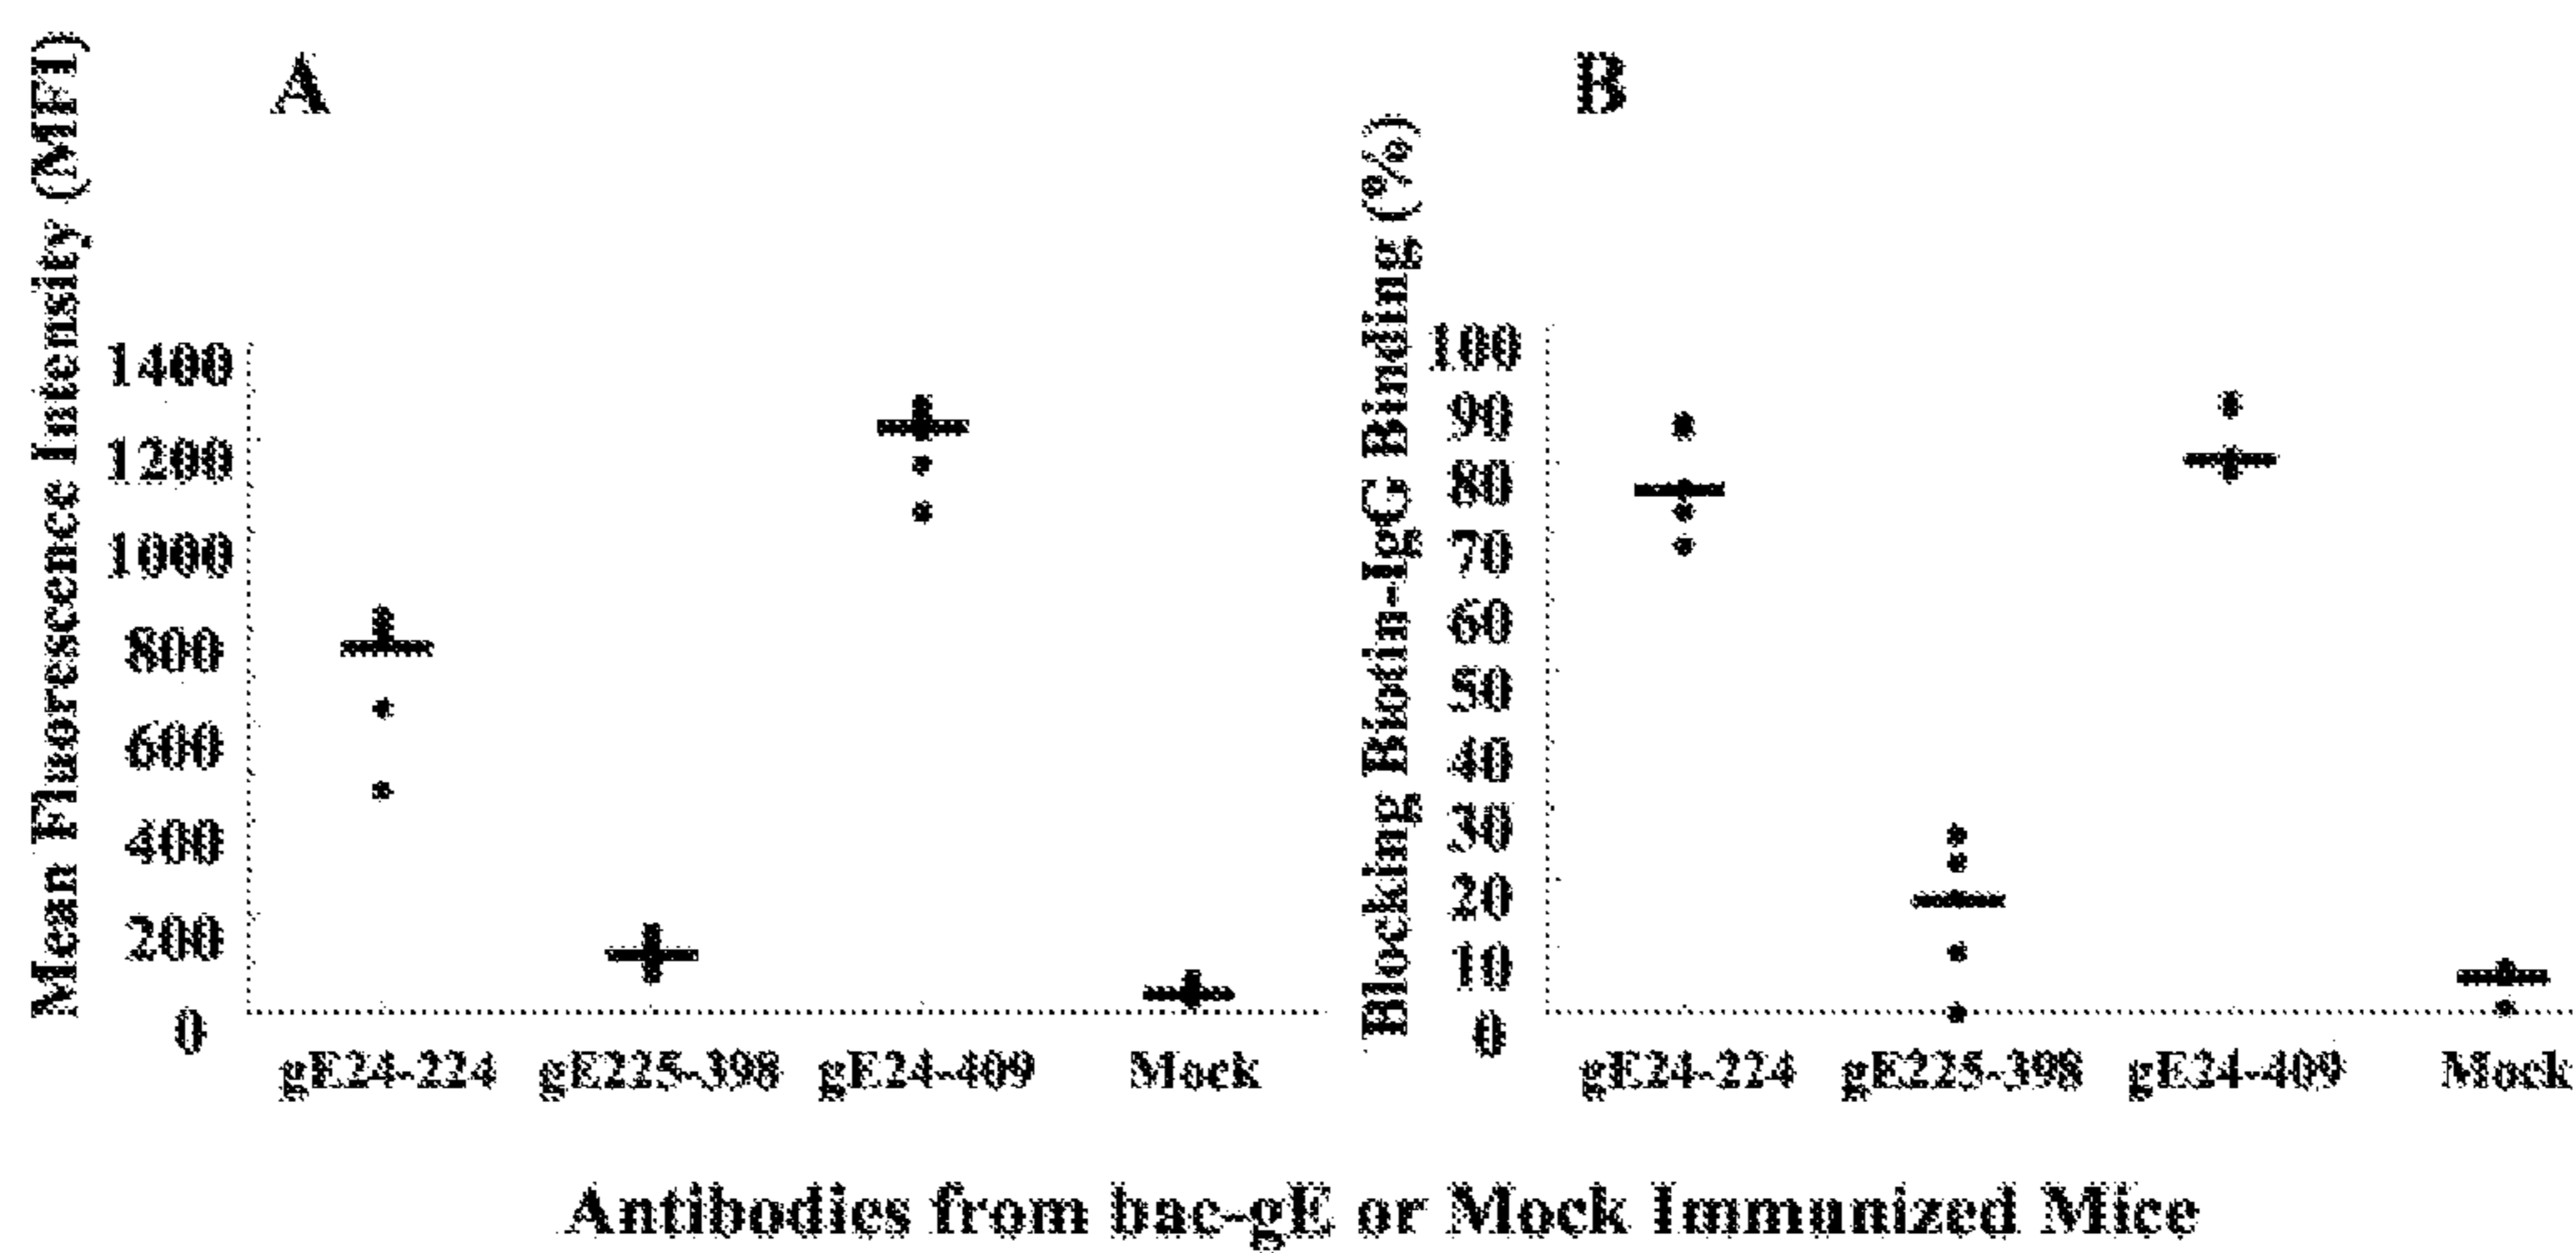 A
Mean Fluorescence Intensity (MFI)
1400
1200
1000
800
600
400
200
0
gE24-224 gE225-398 gE24-409 Mock
B
Blocking Biotin-IgG Binding (%)
100
90
80
70
60
50
40
30
20
10
0
gE24-224 gE225-398 gE24-409 Mock
Antibodies from bac-gE or Mock Immunized Mice